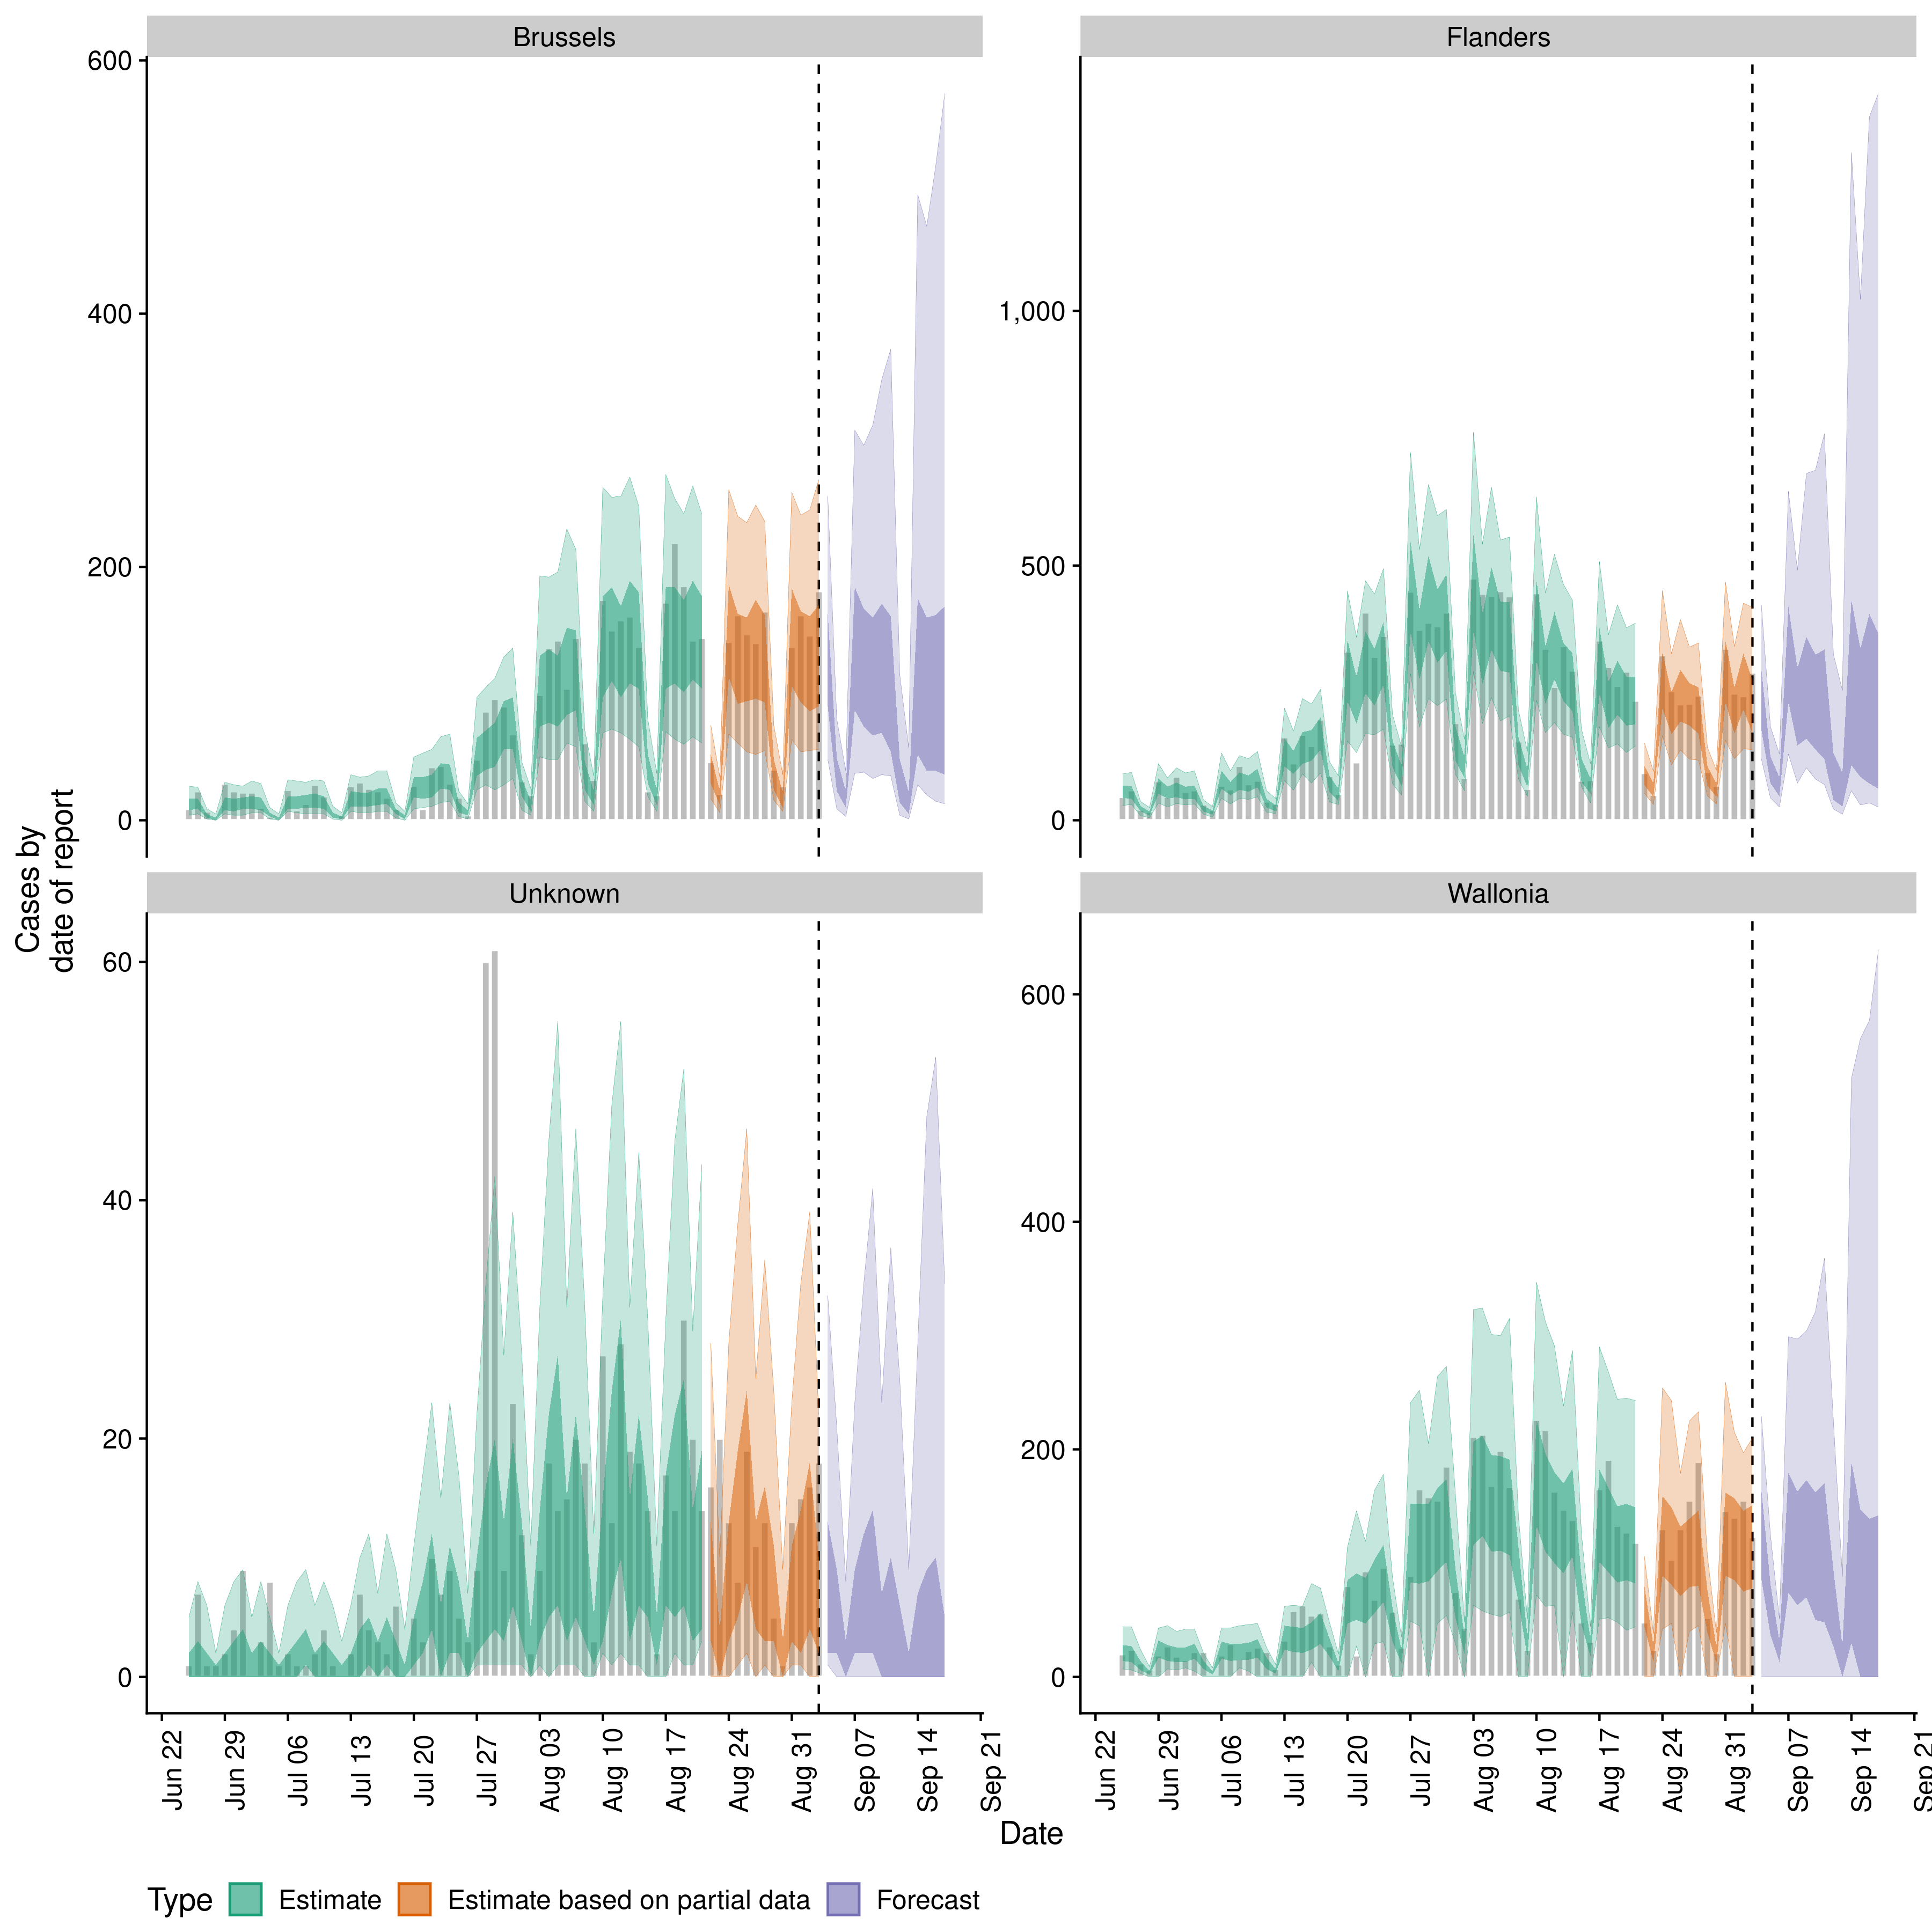 Brussels
Flanders
600
400
200
0
1,000
500
0
Cases by
date of report
Unknown
Wallonia
60
40
20
0
600
400
200
0
Jun 22
Jun 29
Jul 06
Jul 13
Jul 20
Jul 27
Aug 03
Aug 10
Aug 17
Aug 24
Aug 31
Sep 07
Sep 14
Sep 21
Jun 22
Jun 29
Jul 06
Jul 13
Jul 20
Jul 27
Aug 03
Aug 10
Aug 17
Aug 24
Aug 31
Sep 07
Sep 14
Sep 21
Date
Type Estimate Estimate based on partial data Forecast